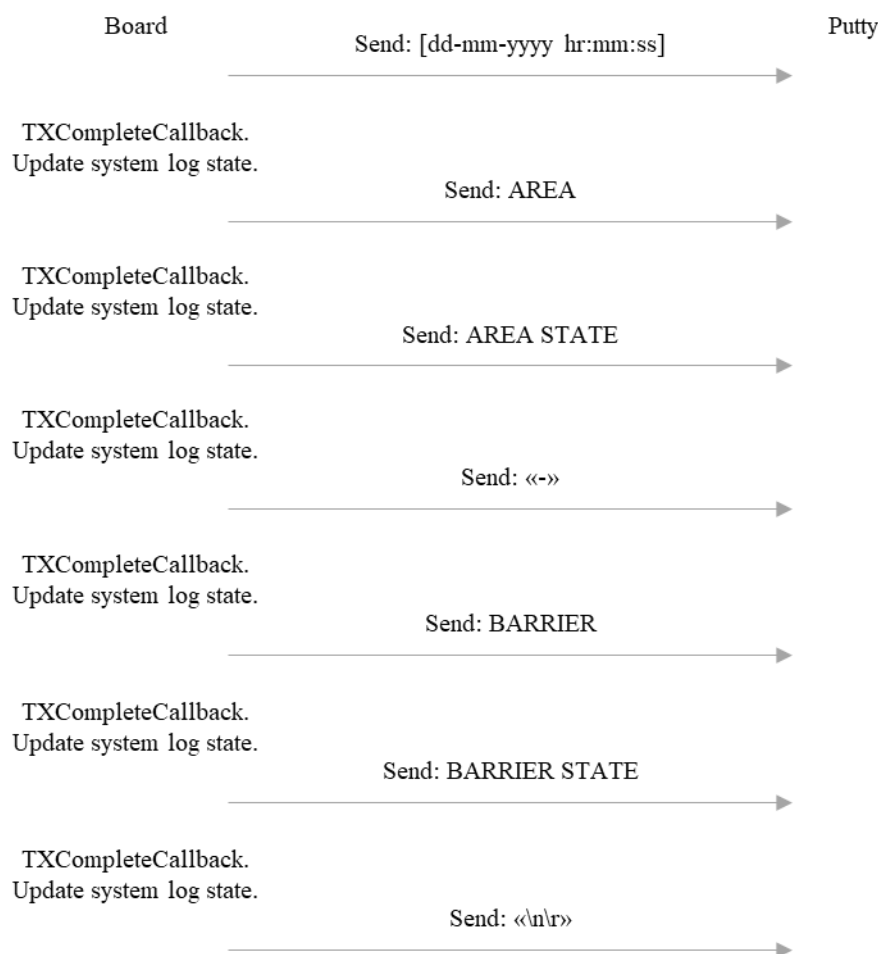 Board
Putty
Send: [dd-mm-yyyy hr:mm:ss]
TXCompleteCallback.
Update system log state.
Send: AREA
TXCompleteCallback.
Update system log state.
Send: AREA STATE
TXCompleteCallback.
Update system log state.
Send: «-»
TXCompleteCallback.
Update system log state.
Send: BARRIER
TXCompleteCallback.
Update system log state.
Send: BARRIER STATE
TXCompleteCallback.
Update system log state.
Send: «\n\r»